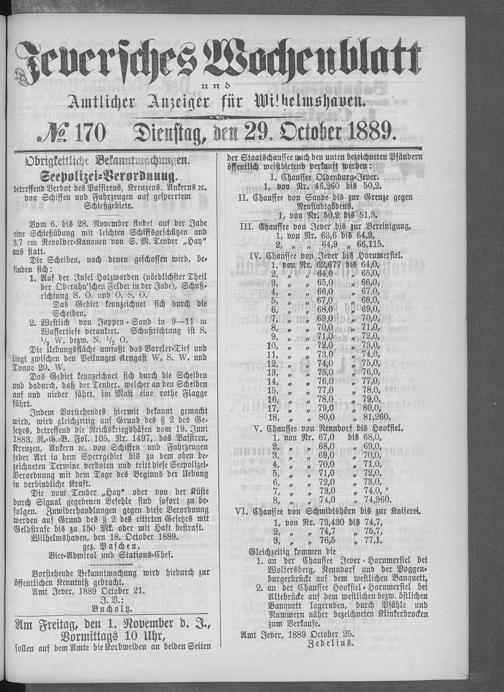 Jeversches Wochenblatt
und
Amtlicher Anzeiger für Wilhelmshaven.
№ 170 Dienstag, den 29. October 1889.
Obrigkeitliche Bekanntmachungen.
Seepolizei-Verordnung.
betreffend Verbot des Passirens, Kreuzens, Ankerns ꝛc.
von Schiffen und Fahrzeugen auf gesperrtem
Schießgebiete.
Vom 6. bis 28. November findet auf der Jade
eine Schießübung mit leichten Schiffsgeschützen und
3,7 cm Revolver-Kanonen von S. M. Tender „Hay“
aus statt.
Die Scheiben, nach denen geschossen wird, be-
finden sich:
1. Auf der Insel Holzworden (nördlichster Theil
der Oberahn'schen Felder in der Jade), Schuß-
richtung S. O. und O. S. O.
Das Gebiet kennzeichnet sich durch die
Scheiben.
2. Westlich von Jappen-Sand in 9—11 m
Wassertiefe verankert. Schußrichtung ist N.
½ W. bezw. N. ½ O.
Die Uebungsfläche umfaßt das Vareler-Tief und
liegt zwischen den Peilungen Arngast W. S. W. und
Tonne 20. W.
Das Gebiet kennzeichnet sich durch die Scheiben
und dadurch, daß der Tender, welcher an den Scheiben
auf und nieder fährt, im Mast eine rothe Flagge
führt.
Indem Vorstehendes hiermit bekannt gemacht
wird, wird gleichzeitig auf Grund des § 2 des Ge-
setzes, betreffend die Reichskriegshäfen vom 19. Juni
1883, R.-G.-B. Fol. 105, Nr. 1497, das Passiren,
Kreuzen, Ankern ꝛc. von Schiffen und Fahrzeugen
jeder Art in dem Sperrgebiet bis zu dem oben be-
zeichneten Termine verboten und tritt diese Seepolizei-
Verordnung mit dem Tage des Beginns der Uebung
in verbindliche Kraft.
Die vom Tender „Hay“ oder von der Küste
durch Signal gegebenen Befehle sind sofort zu be-
folgen. Zuwiderhandlungen gegen diese Verordnung
werden auf Grund des § 2 des citirten Gesetzes mit
Geldstrafe bis zu 150 Mk. oder mit Haft bestraft.
Wilhelmshaven, den 18. October 1889.
gez. Paschen,
Vice-Admiral und Stations-Chef.
Vorstehende Bekanntmachung wird hiedurch zur
öffentlichen Kenntniß gebracht.
Amt Jever, 1889 October 21.
J. V.:
Bucholtz.
Am Freitag, den 1. November d. J.,
Vormittags 10 Uhr,
sollen auf dem Amte die Korbweiden an beiden Seiten
der Staatschaussee nach den unten bezeichneten Pfändern
öffentlich meistbietend verkauft werden:
I. Chaussee Oldenburg-Jever.
1, von Nr. 46,260 bis 50,2.
II. Chaussee von Sande bis zur Grenze gegen
Neustadtgödens.
1, von Nr. 50,2 bis 51,3.
III. Chaussee von Jever bis zur Vereinigung.
1, von Nr. 63,6 bis 64,9,
2, „ „ 64,9 „ 66,115.
IV. Chaussee von Jever bis Horumersiel.
1, von Nr. 62,677 bis 64,0,
2, „ „ 64,0 „ 65,0,
3, „ „ 65,0 „ 66,0,
4, „ „ 66,0 „ 67,0,
5, „ „ 67,0 „ 68,0,
6, „ „ 68,0 „ 69,0,
7, „ „ 69,0 „ 70,0,
8, „ „ 70,0 „ 71,0,
9, „ „ 71,0 „ 72,0,
10, „ „ 72,0 „ 73,0,
11, „ „ 73,0 „ 74,0,
12, „ „ 74,0 „ 75,0,
13, „ „ 75,0 „ 76,0,
14, „ „ 76,0 „ 77,0,
15, „ „ 77,0 „ 78,0,
16, „ „ 78,0 „ 79,0,
17, „ „ 79,0 „ 80,0,
18, „ „ 80,0 „ 81,260.
V. Chaussee von Renndorf bis Hooksiel.
1, von Nr. 67,0 bis 68,0,
2, „ „ 68,0 „ 69,0,
3, „ „ 69,0 „ 70,0,
4, „ „ 70,0 „ 71,0,
5, „ „ 71,0 „ 72,0,
6, „ „ 72,0 „ 73,0,
7, „ „ 73,0 „ 74,0,
8, „ „ 74,0 „ 74,960.
VI. Chaussee von Schmidtshörn bis zur Kaiserei.
1, von Nr. 73,430 bis 74,7,
2, „ „ 74,7 „ 75,7,
3, „ „ 76,5 „ 77,1.
Gleichzeitig kommen die
1. an der Chaussee Jever-Horumersiel bei
Woltersberg, Renndorf und der Poggen-
burgerbrücke auf dem westlichen Banquett,
2. an der Chaussee Hooksiel-Horumersiel bei
Altebrücke auf dem westlichen bezw. östlichen
Banquett lagernden, durch Pfähle und
Nummern näher bezeichneten Klinkerbrocken
zum Verkaufe.
Amt Jever, 1889 October 25.
Zedelius.